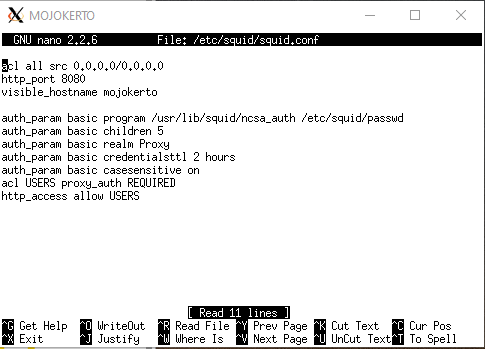 MOJOKERTO
GNU nano 2.2.6 File: /etc/squid/squid.conf
acl all src 0.0.0.0/0.0.0.0
http_port 8080
visible_hostname mojokerto
auth_param basic program /usr/lib/squid/ncsa_auth /etc/squid/passwd
auth_param basic children 5
auth_param basic realm Proxy
auth_param basic credentialsttl 2 hours
auth_param basic casesensitive on
acl USERS proxy_auth REQUIRED
http_access allow USERS
[ Read 11 lines ]
^G Get Help ^O WriteOut ^R Read File ^Y Prev Page ^K Cut Text ^C Cur Pos
^X Exit ^J Justify ^W Where Is ^V Next Page ^U UnCut Text ^T To Spell